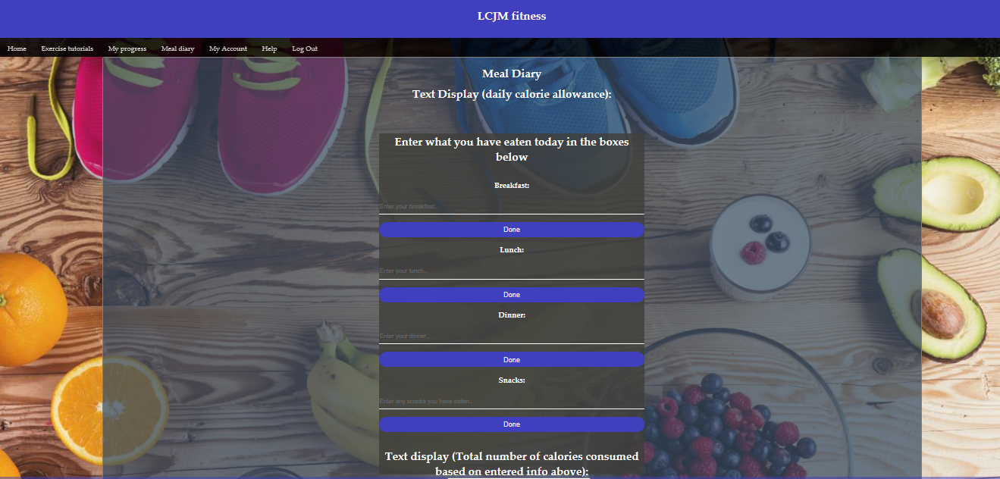 LCJM fitness
Home Exercise tutorials My progress Meal diary My Account Help Log Out
Meal Diary
Text Display (daily calorie allowance):
Enter what you have eaten today in the boxes
below
Breakfast:
Enter your breakfast..
Done
Lunch:
Enter your lunch..
Done
Dinner:
Enter your dinner..
Done
Snacks:
Enter any snacks you have eaten..
Done
Text display (Total number of calories consumed
based on entered info above):